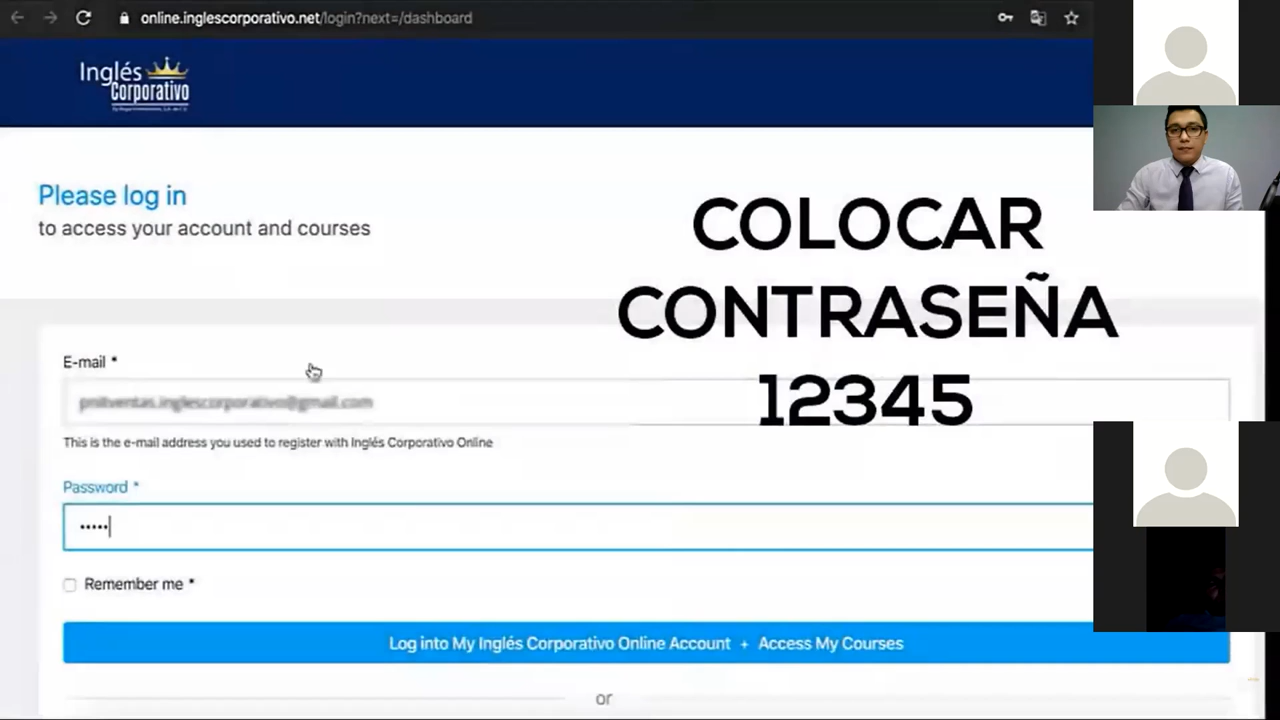 online.inglescorporativo.net/login?next=/dashboard
Inglés
Corporativo
Please log in
to access your account and courses
COLOCAR
CONTRASEÑA
12345
E-mail *
This is the e-mail address you used to register with Inglés Corporativo Online
Password *
Remember me *
Log into My Inglés Corporativo Online Account + Access My Courses
or